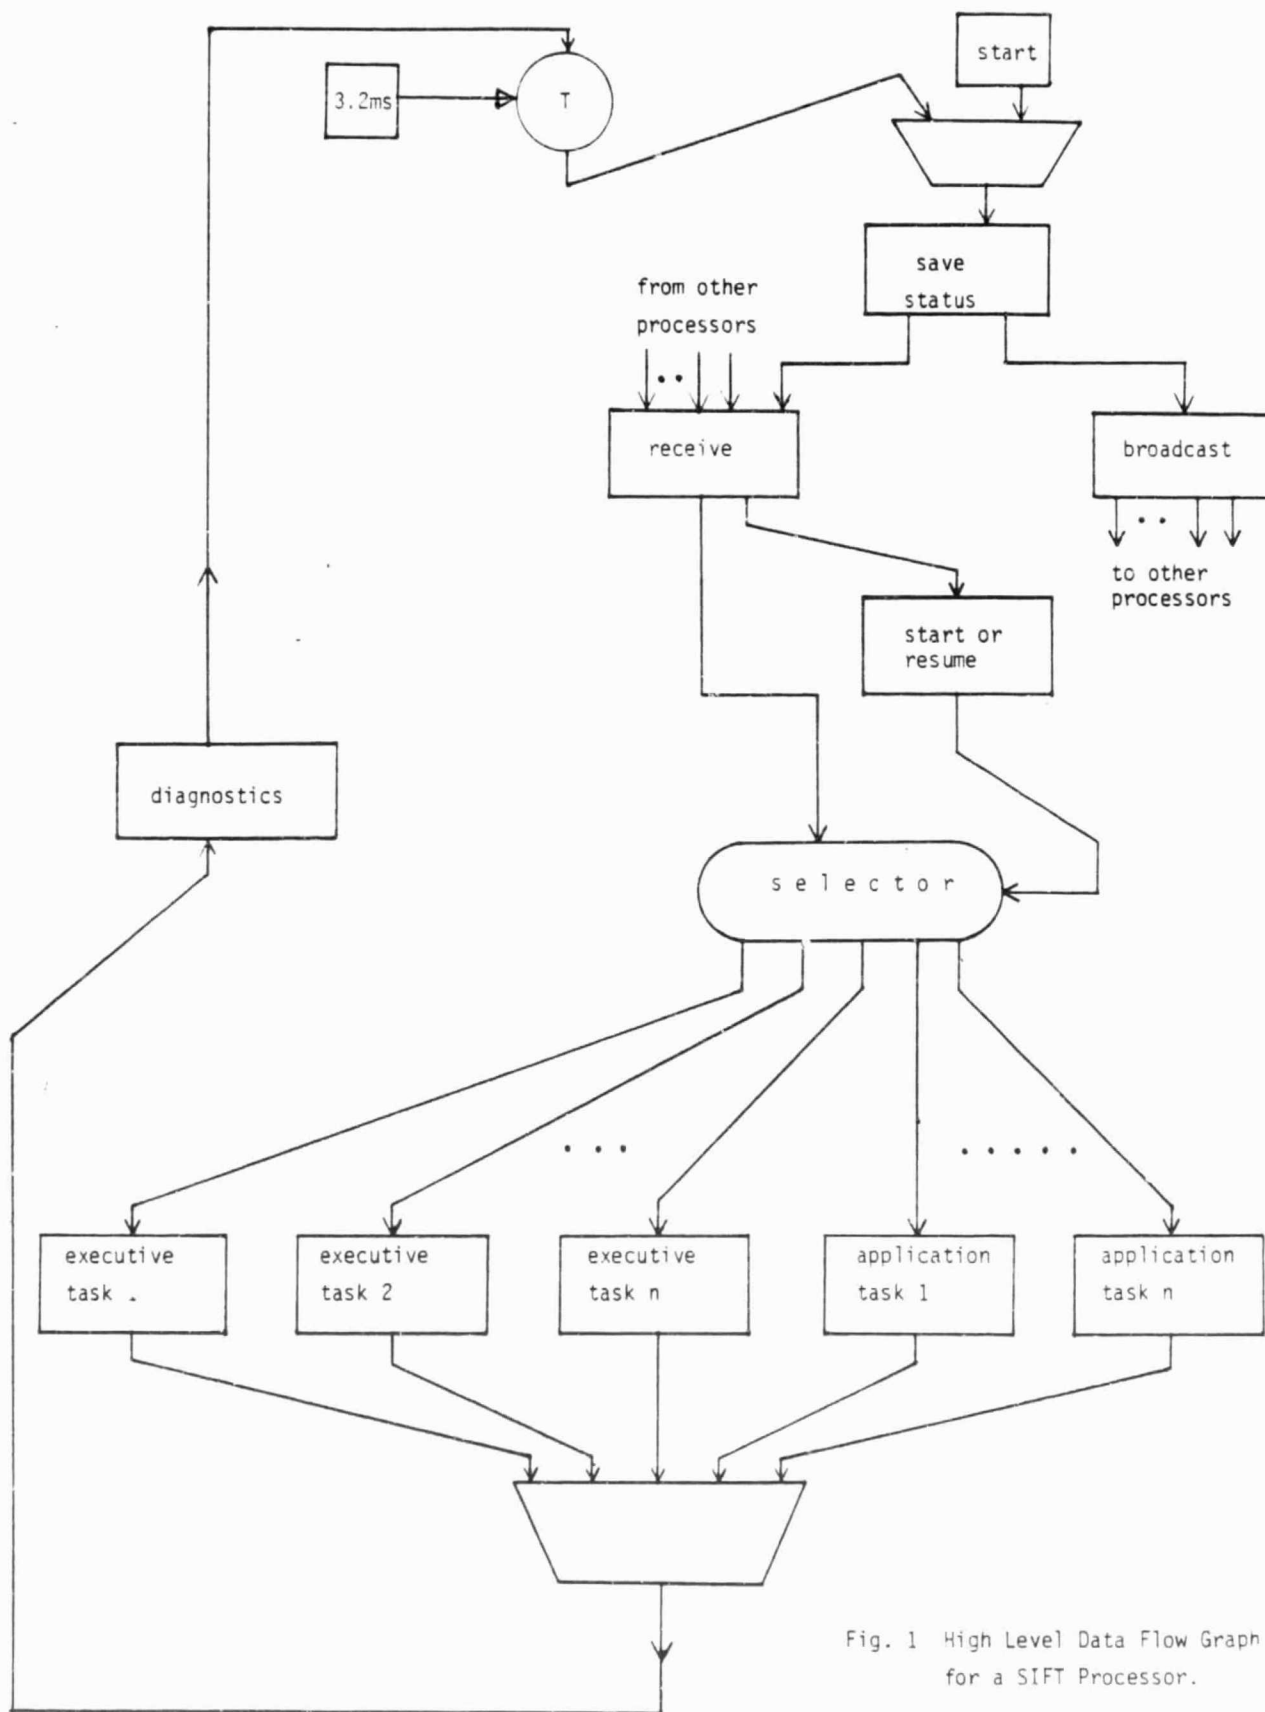 start
3.2ms
T
save
status
from other
processors
receive
broadcast
to other
processors
start or
resume
diagnostics
selector
executive
task
executive
task 2
executive
task n
application
task 1
application
task n
Fig. 1 High Level Data Flow Graph
for a SIFT Processor.